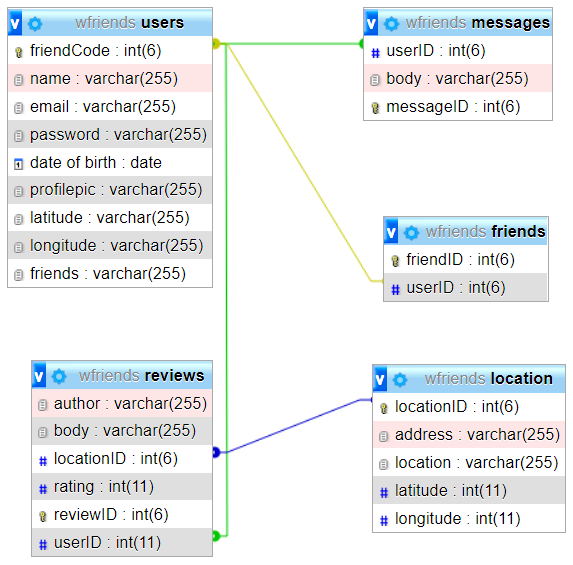 v wfriends users
friendCode : int(6)
name : varchar(255)
email : varchar(255)
password : varchar(255)
1 date of birth : date
profilepic : varchar(255)
latitude : varchar(255)
longitude : varchar(255)
friends : varchar(255)
v wfriends messages
# userID : int(6)
body : varchar(255)
messageID : int(6)
v wfriends friends
friendID : int(6)
# userID : int(6)
v wfriends reviews
author : varchar(255)
body : varchar(255)
# locationID : int(6)
# rating : int(11)
reviewID : int(6)
# userID : int(11)
v wfriends location
locationID : int(6)
address : varchar(255)
location : varchar(255)
# latitude : int(11)
# longitude : int(11)